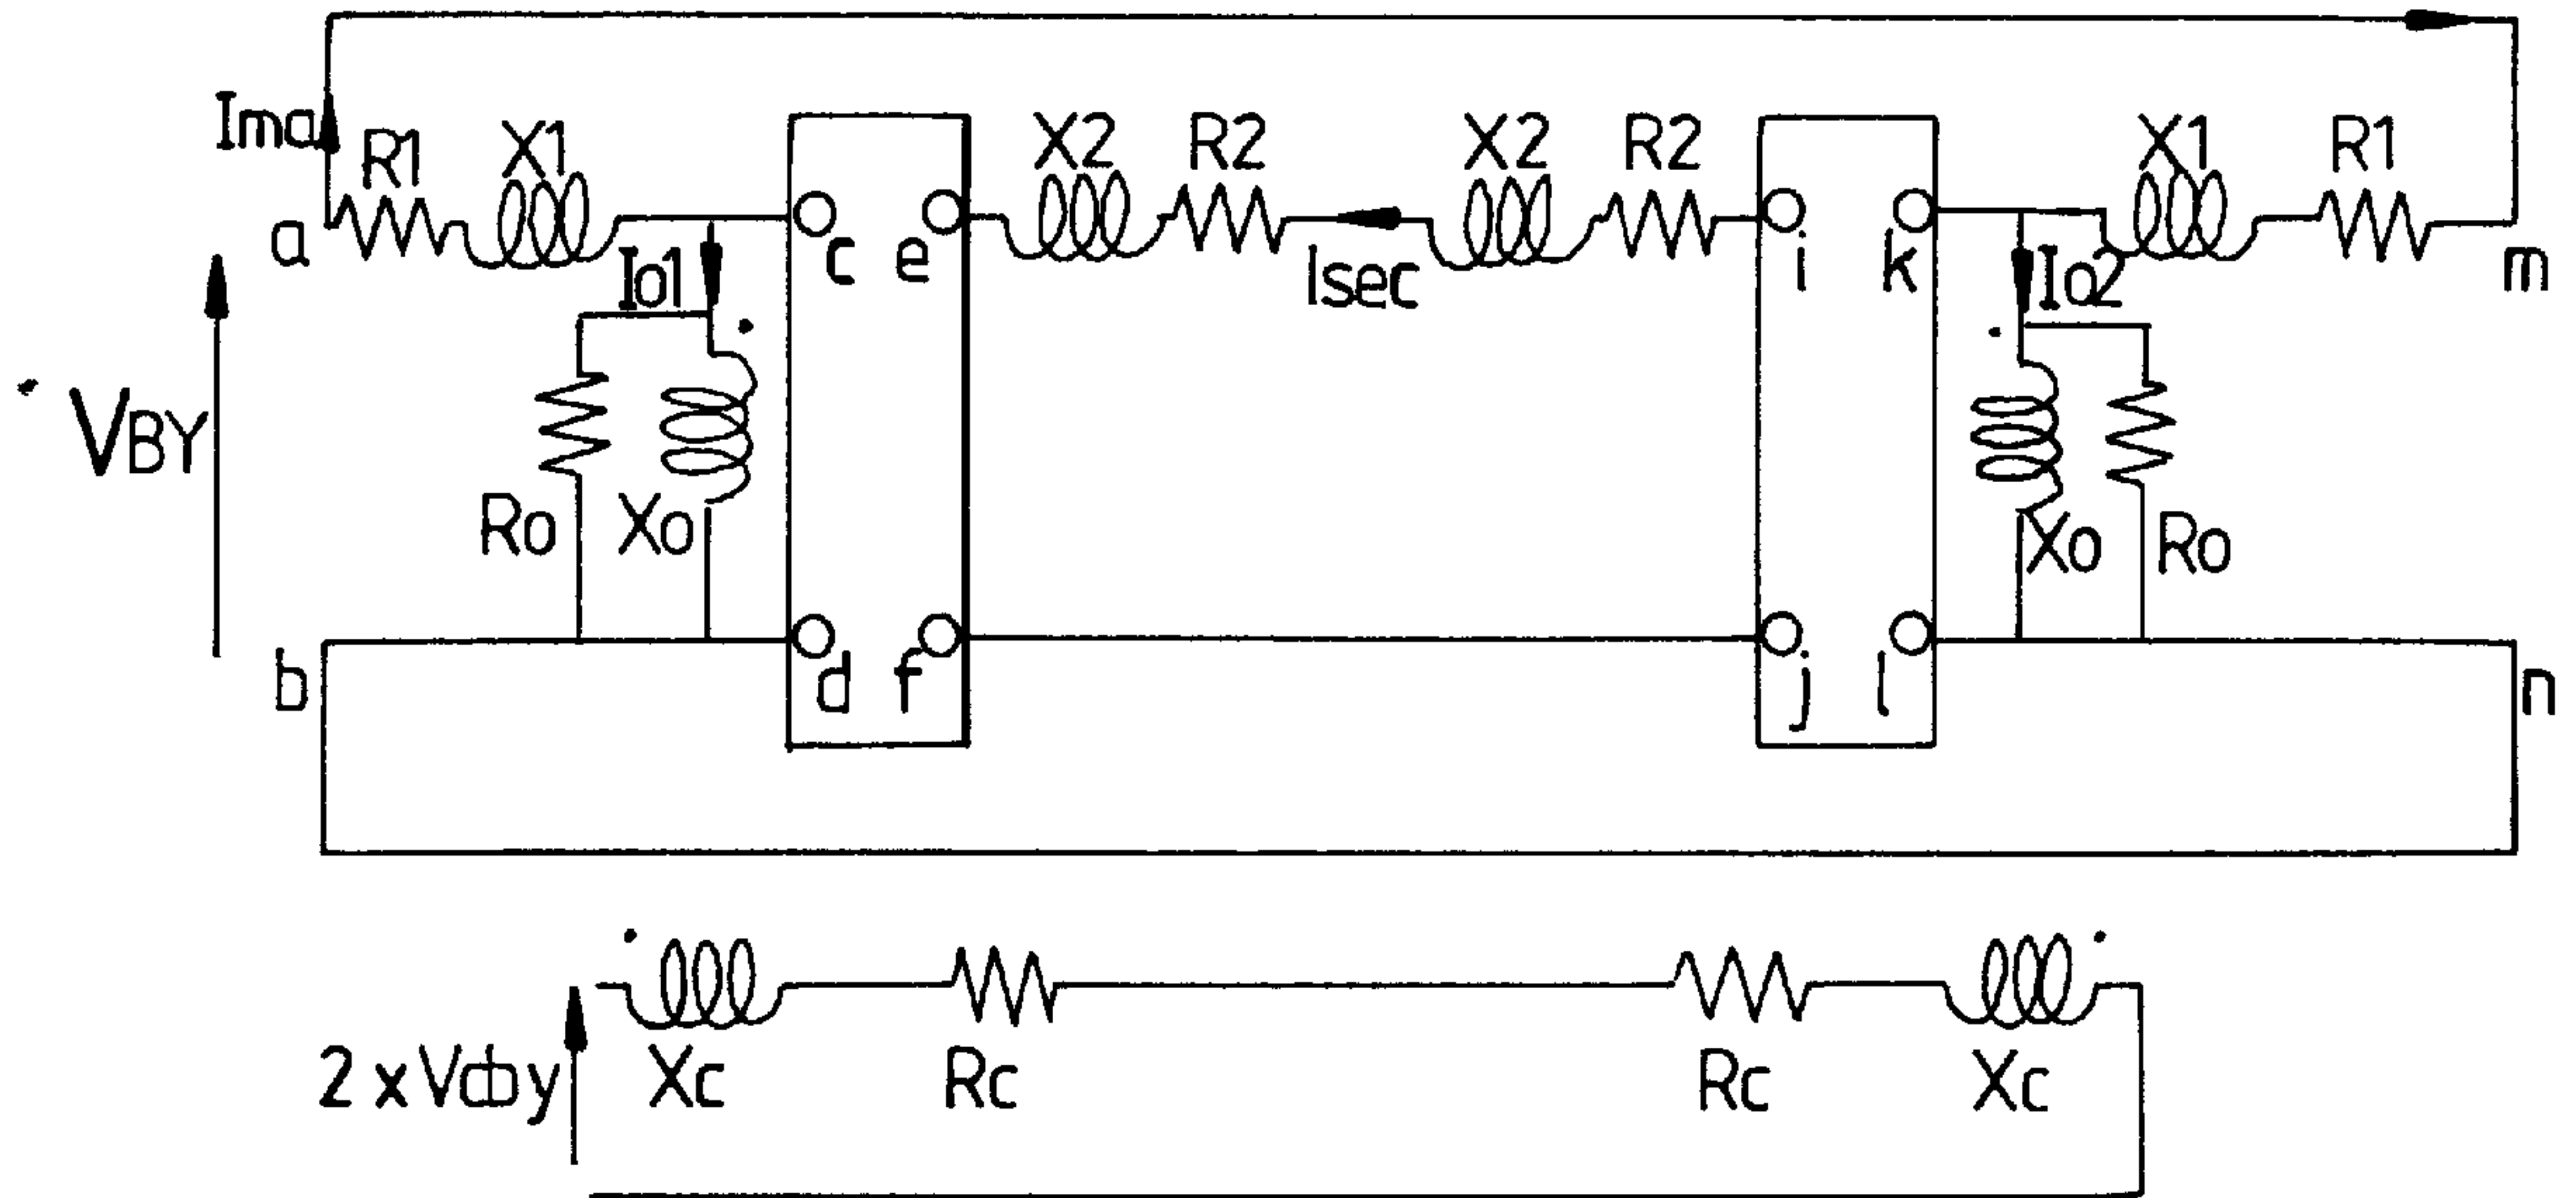 Ima R1 X1 X2 R2 X2 R2 X1 R1
a Io1 c e Isec i k Io2 m
VBY
Ro Xo Xo Ro
b d f j l n
2 x Vcby Xc Rc Rc Xc